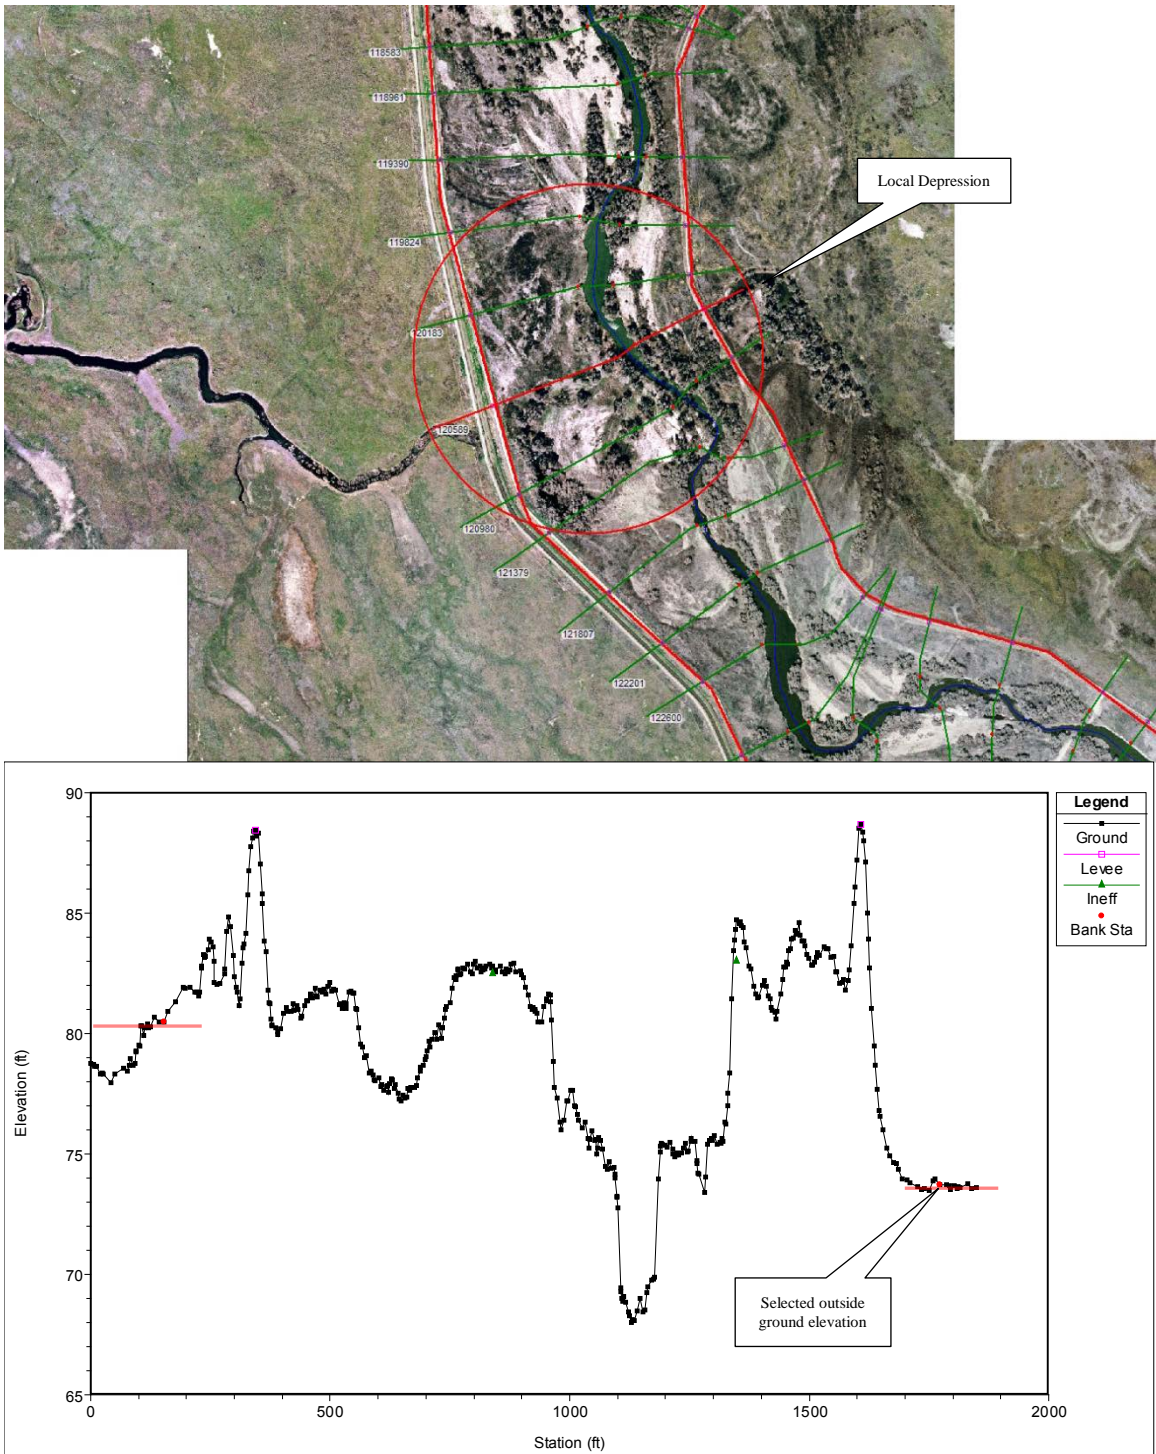 118583
118961
119390
Local Depression
119824
120183
120589
120980
121379
121807
122201
122600
90
85
80
75
70
65
Elevation (ft)
0
500
1000
1500
2000
Station (ft)
Legend
Ground
Levee
Ineff
Bank Sta
Selected outside
ground elevation